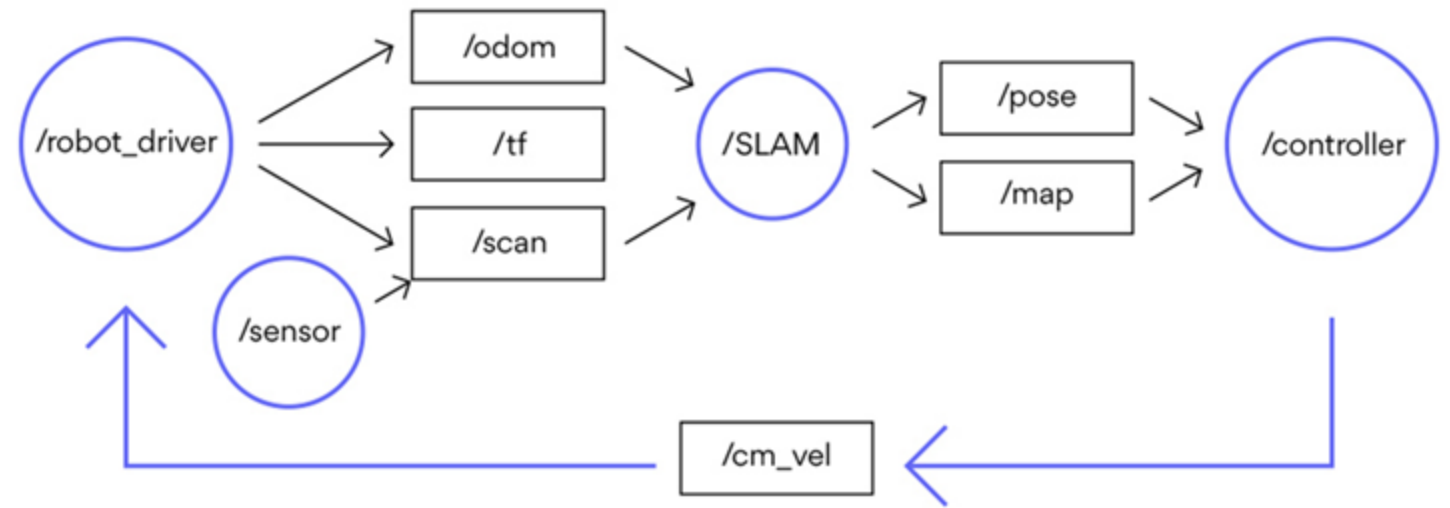 /robot_driver
/odom
/tf
/scan
/sensor
/SLAM
/pose
/map
/controller
/cm_vel